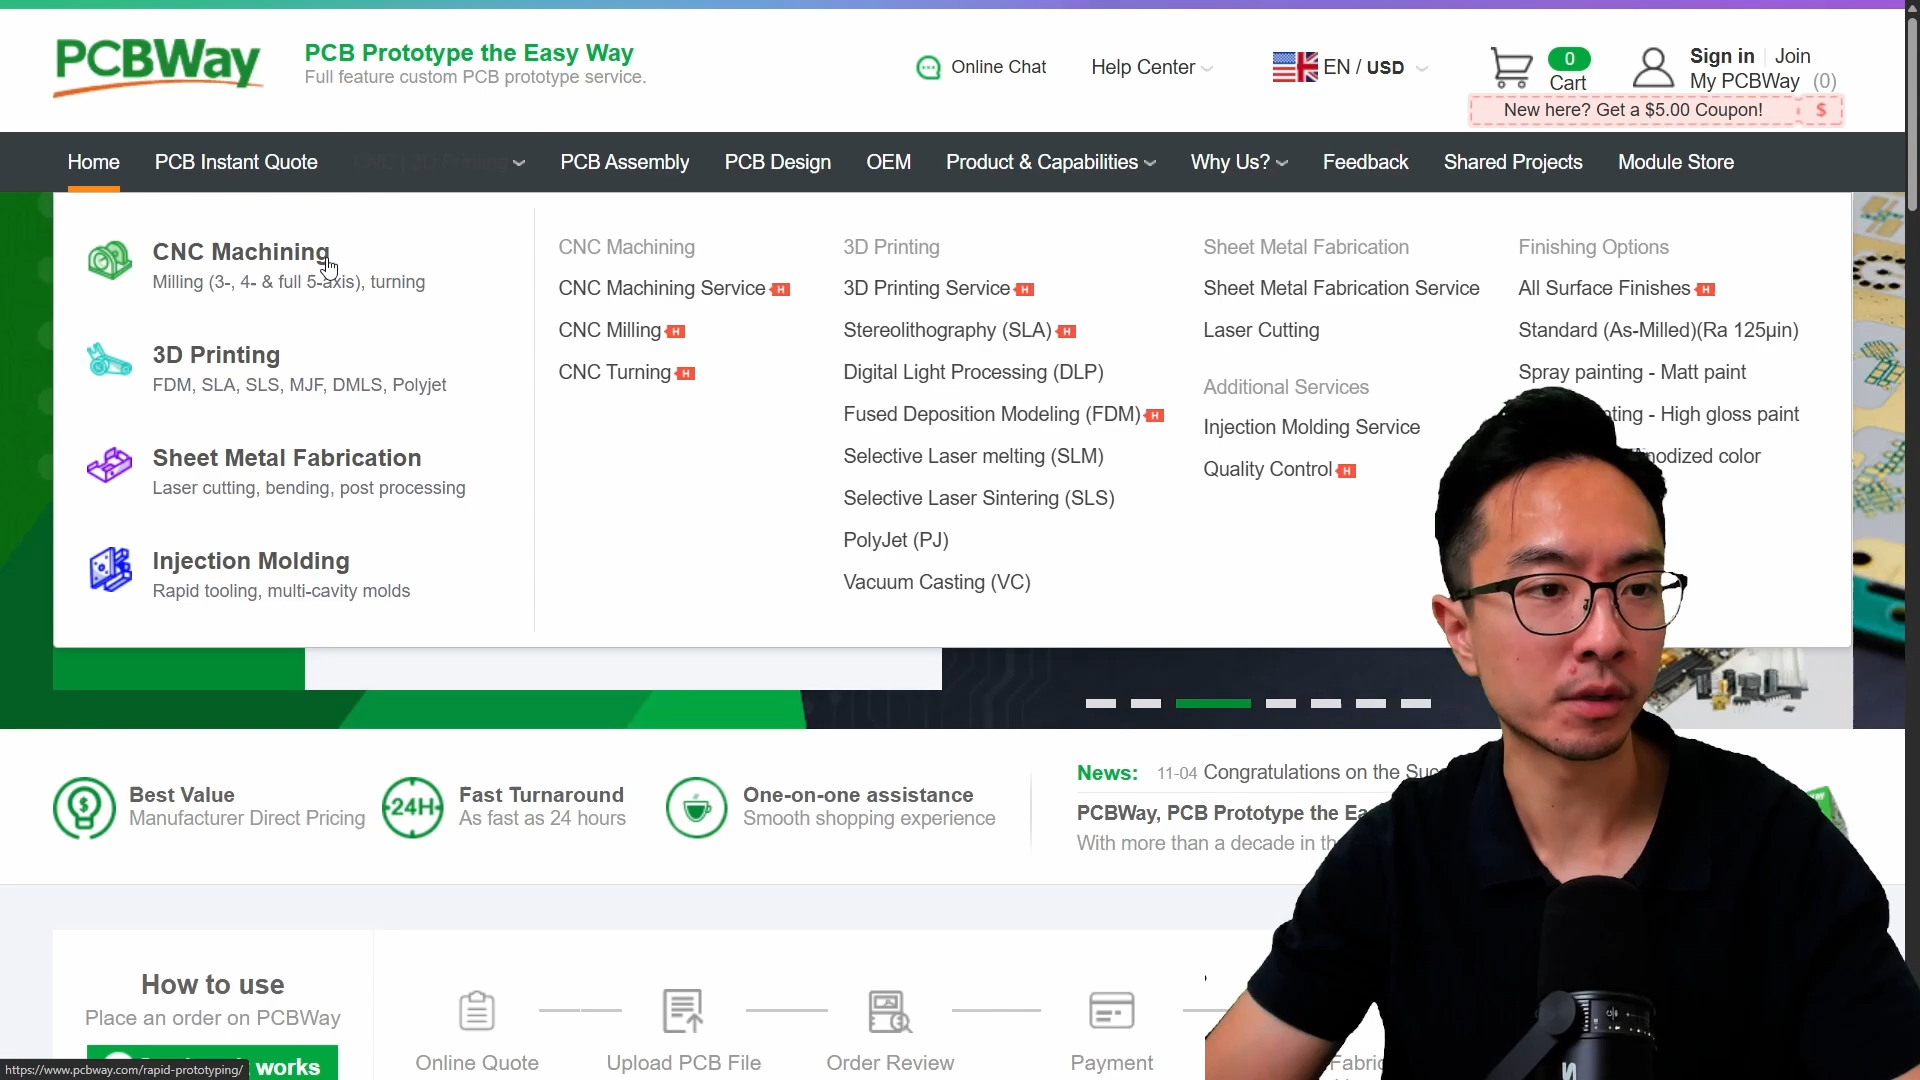 PCBWay
PCB Prototype the Easy Way
Full feature custom PCB prototype service.
Online Chat
Help Center
EN / USD
0
Cart
Sign in Join
My PCBWay (0)
New here? Get a $5.00 Coupon! $
Home
PCB Instant Quote
PCB Assembly
PCB Design
OEM
Product & Capabilities
Why Us?
Feedback
Shared Projects
Module Store
CNC Machining
Milling (3-, 4- & full 5-axis), turning
3D Printing
FDM, SLA, SLS, MJF, DMLS, Polyjet
Sheet Metal Fabrication
Laser cutting, bending, post processing
Injection Molding
Rapid tooling, multi-cavity molds
CNC Machining
CNC Machining Service H
CNC Milling H
CNC Turning H
3D Printing
3D Printing Service H
Stereolithography (SLA) H
Digital Light Processing (DLP)
Fused Deposition Modeling (FDM) H
Selective Laser melting (SLM)
Selective Laser Sintering (SLS)
PolyJet (PJ)
Vacuum Casting (VC)
Sheet Metal Fabrication
Sheet Metal Fabrication Service
Laser Cutting
Additional Services
Injection Molding Service
Quality Control H
Finishing Options
All Surface Finishes H
Standard (As-Milled)(Ra 125µin)
Spray painting - Matt paint
- High gloss paint
color
Best Value
Manufacturer Direct Pricing
24H
Fast Turnaround
As fast as 24 hours
One-on-one assistance
Smooth shopping experience
News: 11-04 Congratulations on the
PCBWay, PCB Prototype the
With more than a decade in
How to use
Place an order on PCBWay
works
Online Quote
Upload PCB File
Order Review
Payment
https://www.pcbway.com/rapid-prototyping/